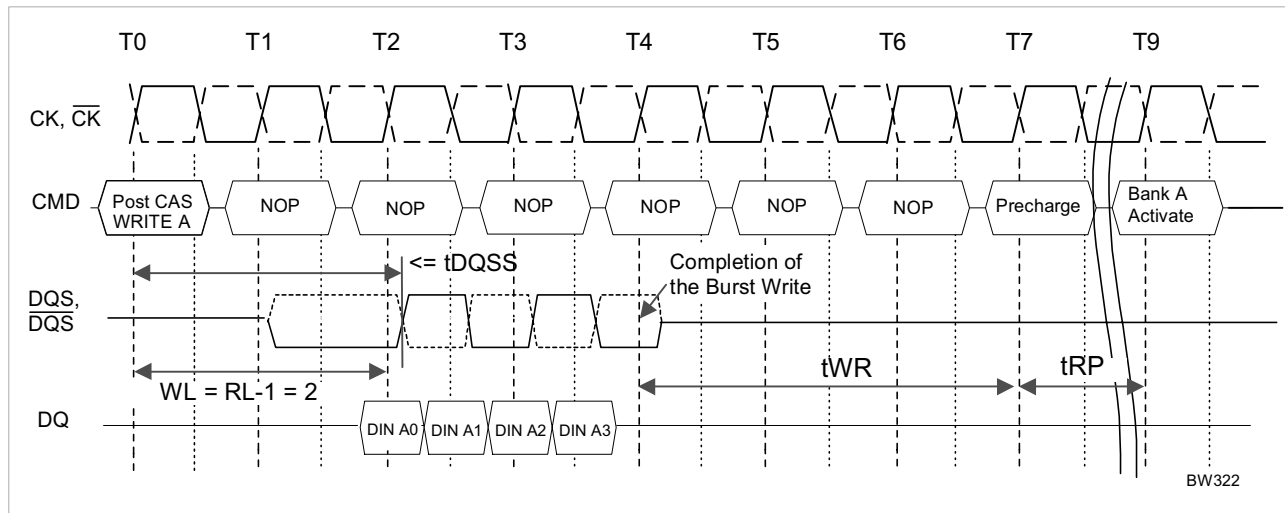 T0 T1 T2 T3 T4 T5 T6 T7 T9
CK, C̅K̅
CMD
Post CAS
WRITE A
NOP
NOP
NOP
NOP
NOP
NOP
Precharge
Bank A
Activate
<= tDQSS
Completion of
the Burst Write
DQS,
D̅Q̅S̅
WL = RL-1 = 2
tWR
tRP
DQ
DIN A0
DIN A1
DIN A2
DIN A3
BW322